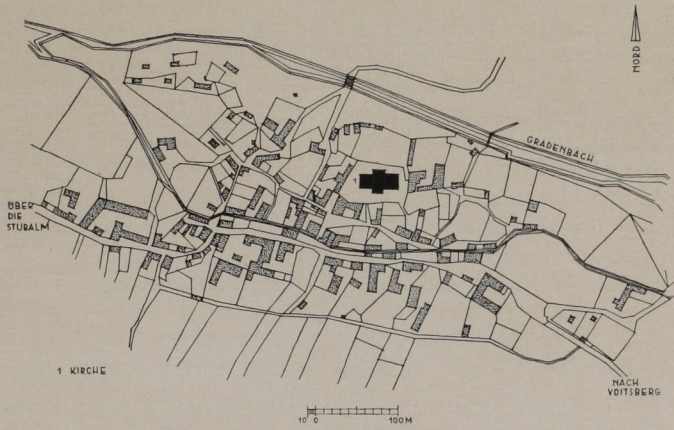 NORD
GRADENBACH
ÜBER
DIE
STUBALM
1
1 KIRCHE
NACH
VOITSBERG
10 0 100M